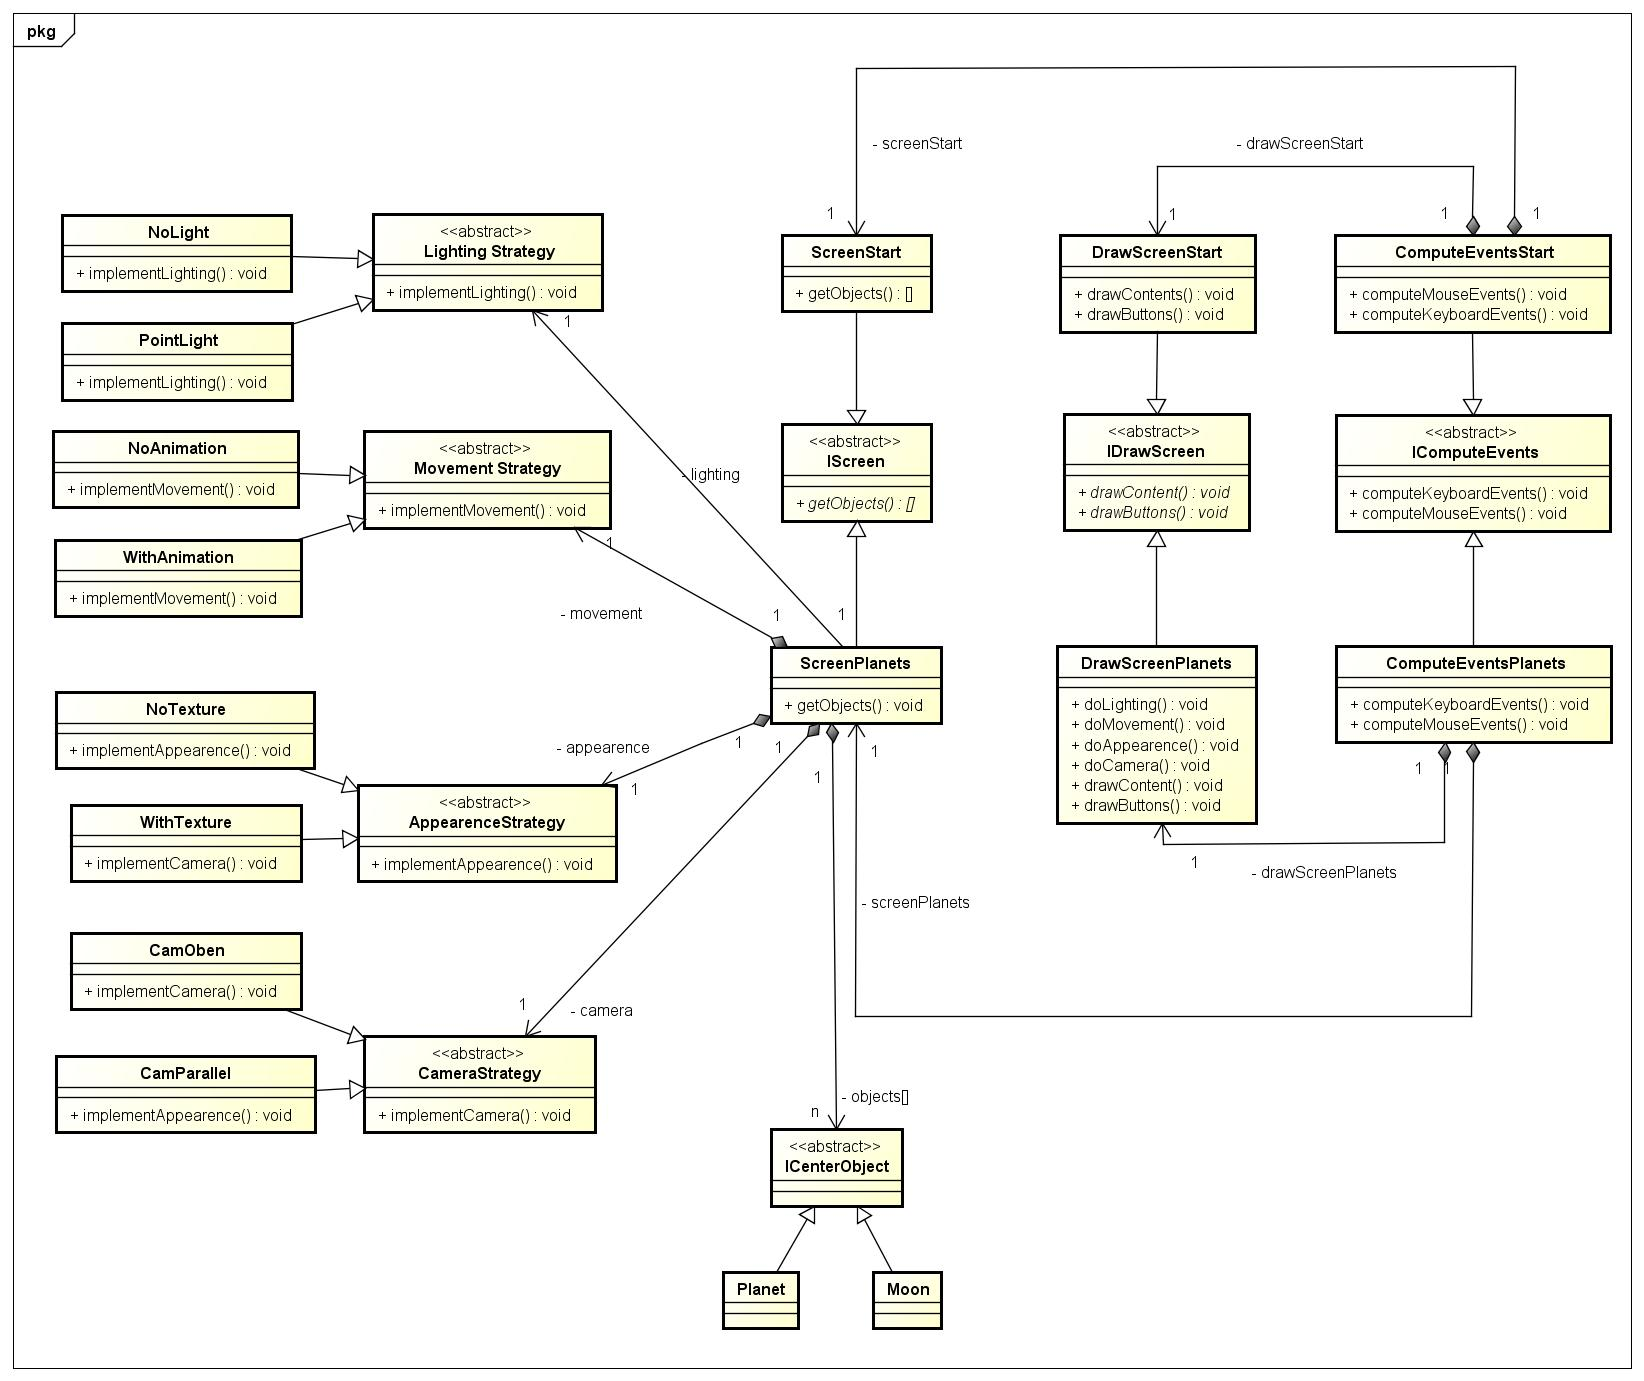 pkg
- screenStart
- drawScreenStart
1
1
1
1
NoLight
+ implementLighting() : void
<<abstract>>
Lighting Strategy
+ implementLighting() : void
1
PointLight
+ implementLighting() : void
ScreenStart
+ getObjects() : []
DrawScreenStart
+ drawContents() : void
+ drawButtons() : void
ComputeEventsStart
+ computeMouseEvents() : void
+ computeKeyboardEvents() : void
NoAnimation
+ implementMovement() : void
<<abstract>>
Movement Strategy
+ implementMovement() : void
1
- lighting
<<abstract>>
IScreen
+ getObjects() : []
<<abstract>>
IDrawScreen
+ drawContent() : void
+ drawButtons() : void
<<abstract>>
IComputeEvents
+ computeKeyboardEvents() : void
+ computeMouseEvents() : void
WithAnimation
+ implementMovement() : void
- movement
1
1
ScreenPlanets
+ getObjects() : void
DrawScreenPlanets
+ doLighting() : void
+ doMovement() : void
+ doAppearence() : void
+ doCamera() : void
+ drawContent() : void
+ drawButtons() : void
ComputeEventsPlanets
+ computeKeyboardEvents() : void
+ computeMouseEvents() : void
NoTexture
+ implementAppearence() : void
- appearence
1
1
1
1
1
1
1
WithTexture
+ implementCamera() : void
<<abstract>>
AppearenceStrategy
+ implementAppearence() : void
1
- drawScreenPlanets
- screenPlanets
CamOben
+ implementCamera() : void
1
- camera
CamParallel
+ implementAppearence() : void
<<abstract>>
CameraStrategy
+ implementCamera() : void
- objects[]
n
<<abstract>>
ICenterObject
Planet
Moon